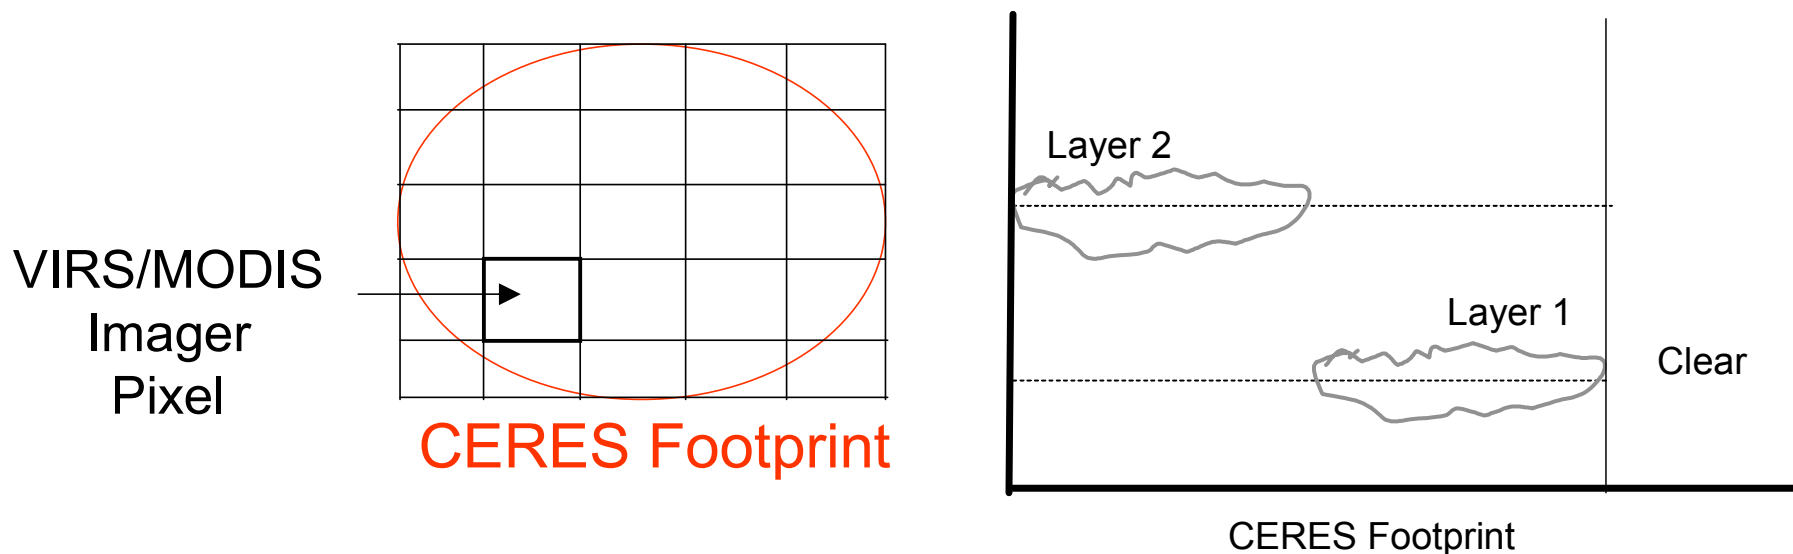 VIRS/MODIS
Imager
Pixel
CERES Footprint
Layer 2
Layer 1
Clear
CERES Footprint